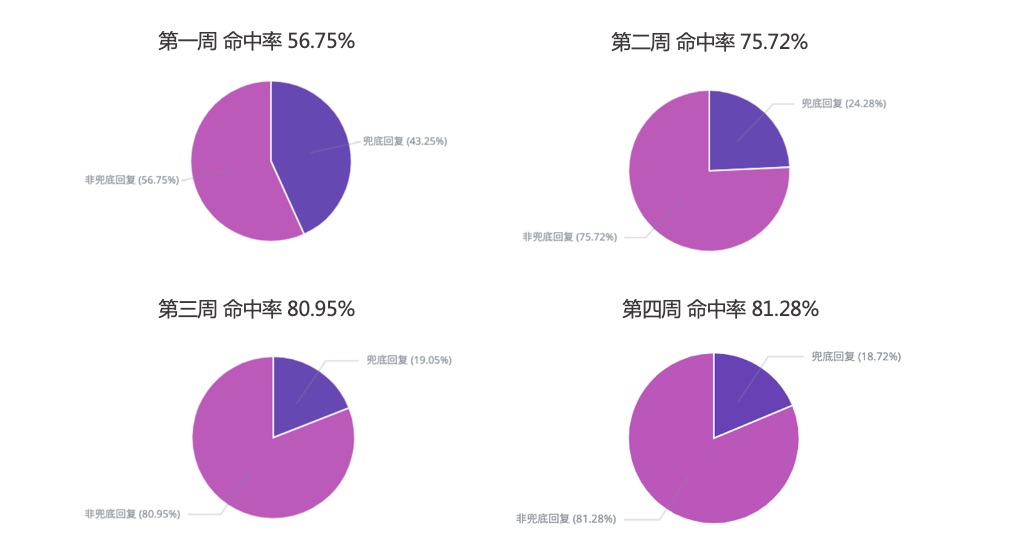 第一周 命中率 56.75%
兜底回复 (43.25%)
非兜底回复 (56.75%)
第二周 命中率 75.72%
兜底回复 (24.28%)
非兜底回复 (75.72%)
第三周 命中率 80.95%
兜底回复 (19.05%)
非兜底回复 (80.95%)
第四周 命中率 81.28%
兜底回复 (18.72%)
非兜底回复 (81.28%)